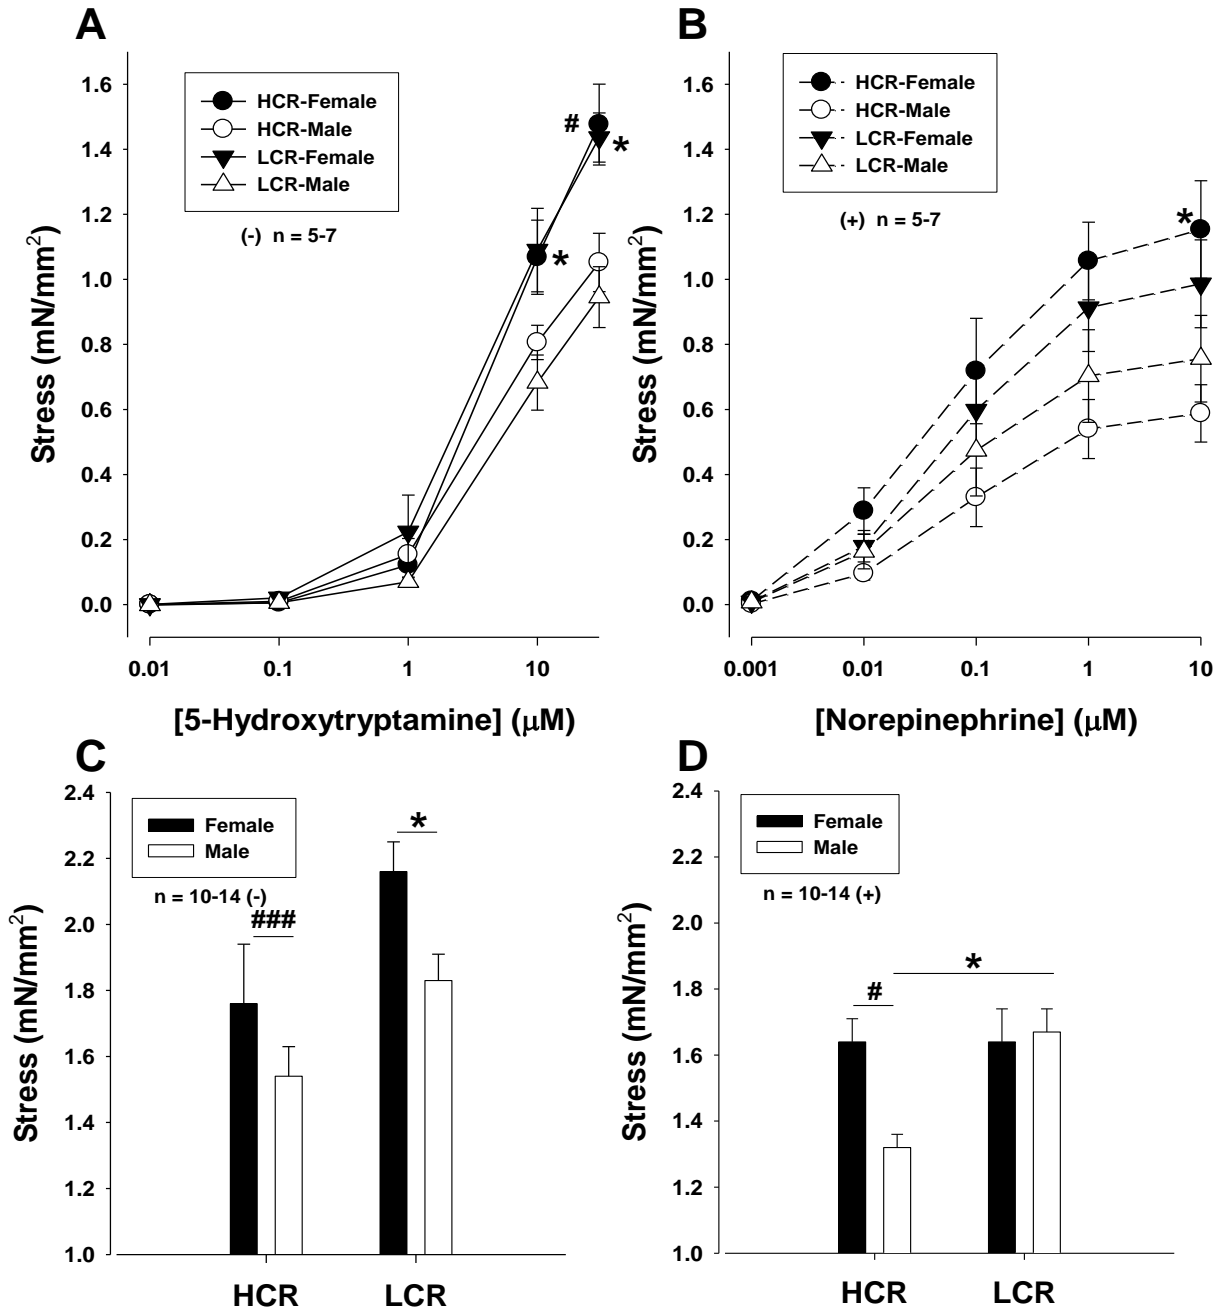 A
Stress (mN/mm²)
1.6
1.4
1.2
1.0
0.8
0.6
0.4
0.2
0.0
HCR-Female
HCR-Male
LCR-Female
LCR-Male
(-) n = 5-7
#
*
*
0.01 0.1 1 10
[5-Hydroxytryptamine] (μM)
B
Stress (mN/mm²)
1.6
1.4
1.2
1.0
0.8
0.6
0.4
0.2
0.0
HCR-Female
HCR-Male
LCR-Female
LCR-Male
(+) n = 5-7
*
0.001 0.01 0.1 1 10
[Norepinephrine] (μM)
C
Stress (mN/mm²)
2.4
2.2
2.0
1.8
1.6
1.4
1.2
1.0
Female
Male
n = 10-14 (-)
###
*
HCR LCR
D
Stress (mN/mm²)
2.4
2.2
2.0
1.8
1.6
1.4
1.2
1.0
Female
Male
n = 10-14 (+)
#
*
HCR LCR